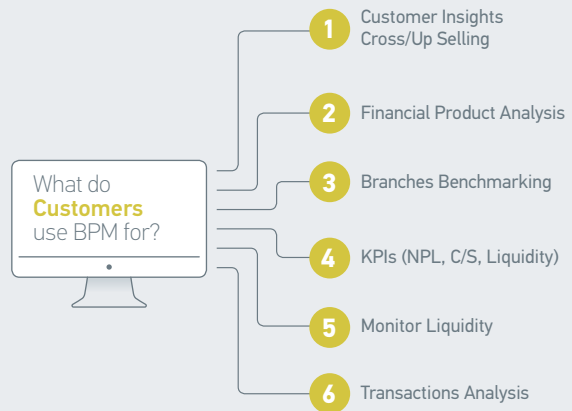 What do
Customers
use BPM for?
1
Customer Insights
Cross/Up Selling
2
Financial Product Analysis
3
Branches Benchmarking
4
KPIs (NPL, C/S, Liquidity)
5
Monitor Liquidity
6
Transactions Analysis